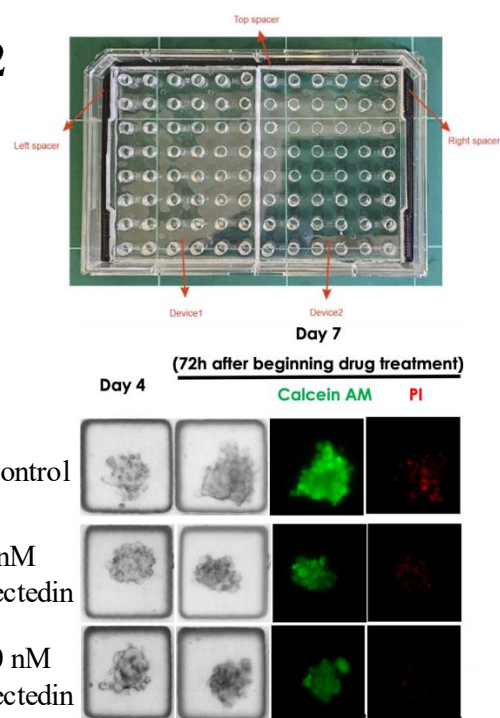 2
Top spacer
Left spacer
Right spacer
Device1
Device2
Day 7
(72h after beginning drug treatment)
Day 4
Calcein AM
PI
ontrol
nM
ectedin
nM
ectedin